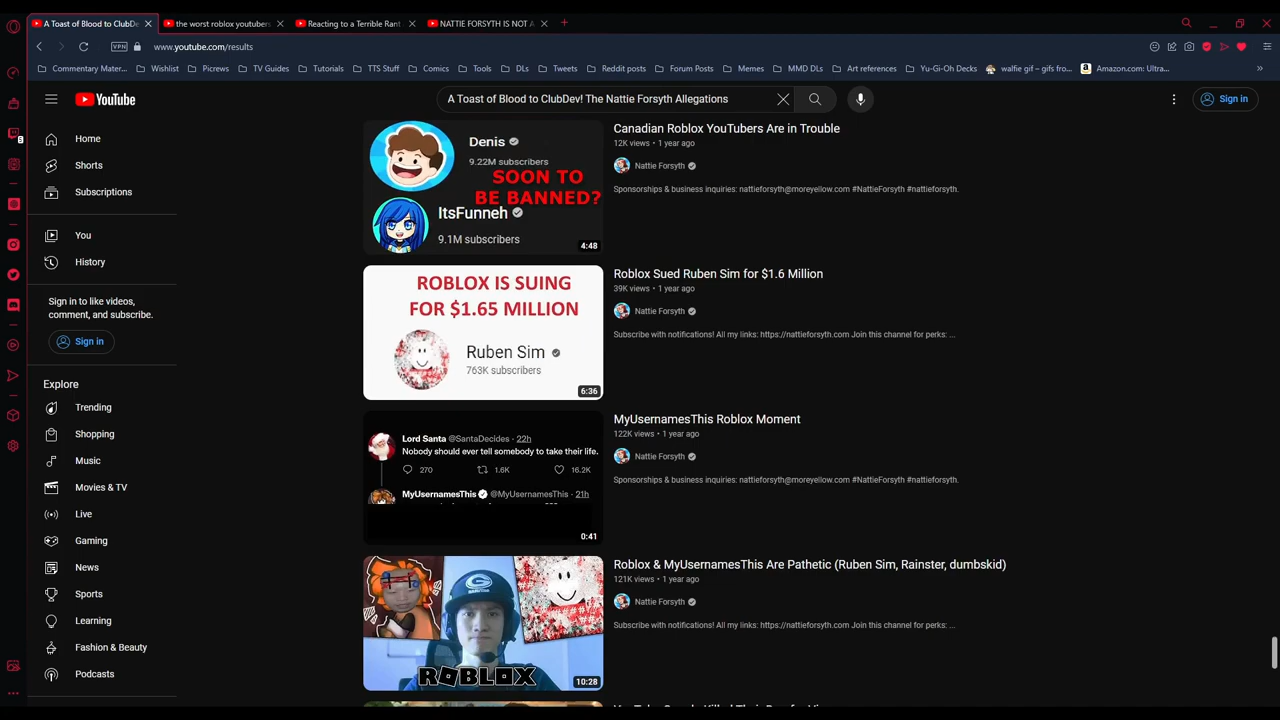 A Toast of Blood to ClubDe
the worst roblox youtubers
Reacting to a Terrible Rant
NATTIE FORSYTH IS NOT A
VPN
www.youtube.com/results
Commentary Mater...
Wishlist
Picrews
TV Guides
Tutorials
TTS Stuff
Comics
Tools
DLs
Tweets
Reddit posts
Forum Posts
Memes
MMD DLs
Art references
Yu-Gi-Oh Decks
walfie gif – gifs fro...
Amazon.com: Ultra...
YouTube
A Toast of Blood to ClubDev! The Nattie Forsyth Allegations
Sign in
Home
Shorts
Subscriptions
You
History
Sign in to like videos,
comment, and subscribe.
Sign in
Explore
Trending
Shopping
Music
Movies & TV
Live
Gaming
News
Sports
Learning
Fashion & Beauty
Podcasts
Denis
9.22M subscribers
SOON TO
BE BANNED?
ItsFunneh
9.1M subscribers
4:48
Canadian Roblox YouTubers Are in Trouble
12K views • 1 year ago
Nattie Forsyth
Sponsorships & business inquiries: nattieforsyth@moreyellow.com #NattieForsyth #nattieforsyth.
ROBLOX IS SUING
FOR $1.65 MILLION
Ruben Sim
763K subscribers
6:36
Roblox Sued Ruben Sim for $1.6 Million
39K views • 1 year ago
Nattie Forsyth
Subscribe with notifications! All my links: https://nattieforsyth.com Join this channel for perks: ...
Lord Santa @SantaDecides · 22h
Nobody should ever tell somebody to take their life.
270 1.6K 16.2K
MyUsernamesThis @MyUsernamesThis · 21h
0:41
MyUsernamesThis Roblox Moment
122K views • 1 year ago
Nattie Forsyth
Sponsorships & business inquiries: nattieforsyth@moreyellow.com #NattieForsyth #nattieforsyth.
ROBLOX
10:28
Roblox & MyUsernamesThis Are Pathetic (Ruben Sim, Rainster, dumbskid)
121K views • 1 year ago
Nattie Forsyth
Subscribe with notifications! All my links: https://nattieforsyth.com Join this channel for perks: ...